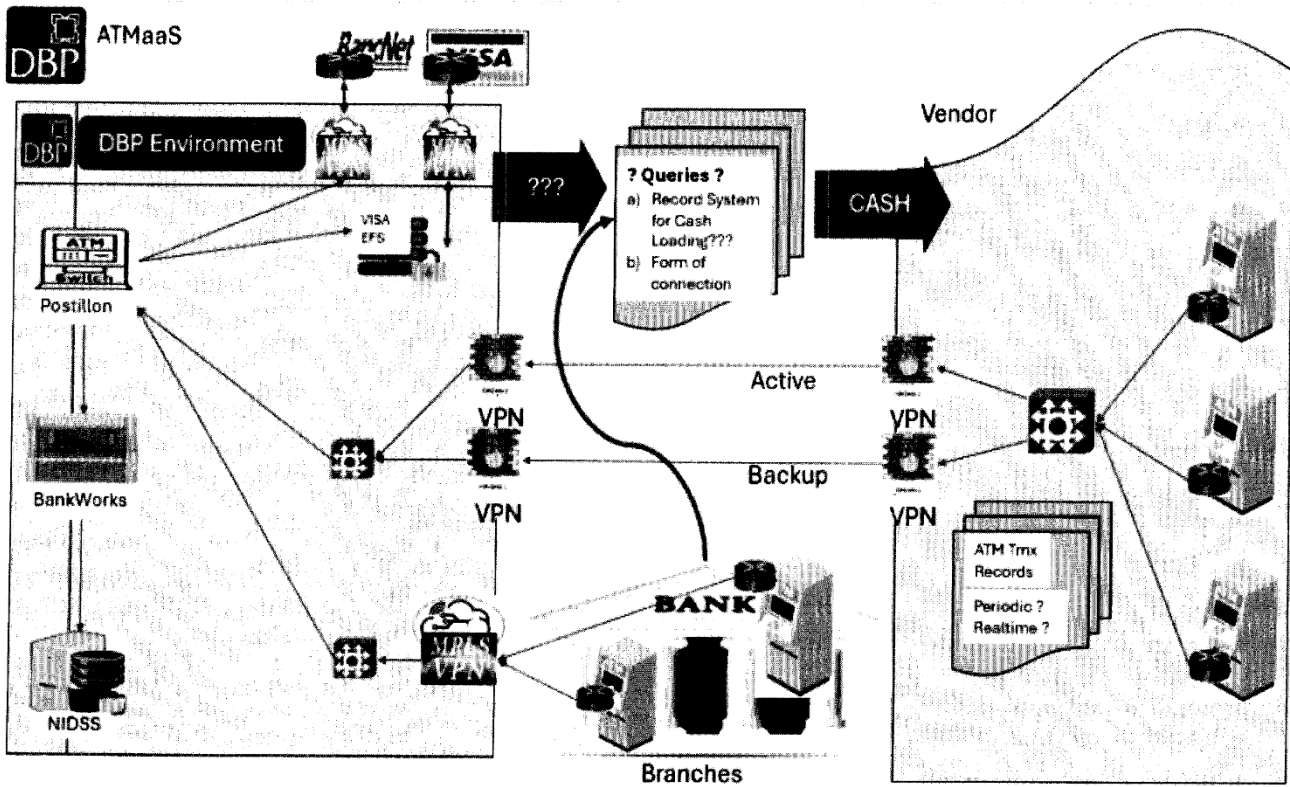 DBP
ATMaaS
BancNet
VISA
DBP
DBP Environment
MPLS
MPLS
Vendor
???
? Queries ?
a) Record System
for Cash
Loading???
b) Form of
connection
CASH
VISA
EFS
ATM
Switch
Postillon
Active
VPN
VPN
BankWorks
Backup
VPN
VPN
ATM Trnx
Records
Periodic ?
Realtime ?
BANK
MPLS
VPN
NIDSS
Branches